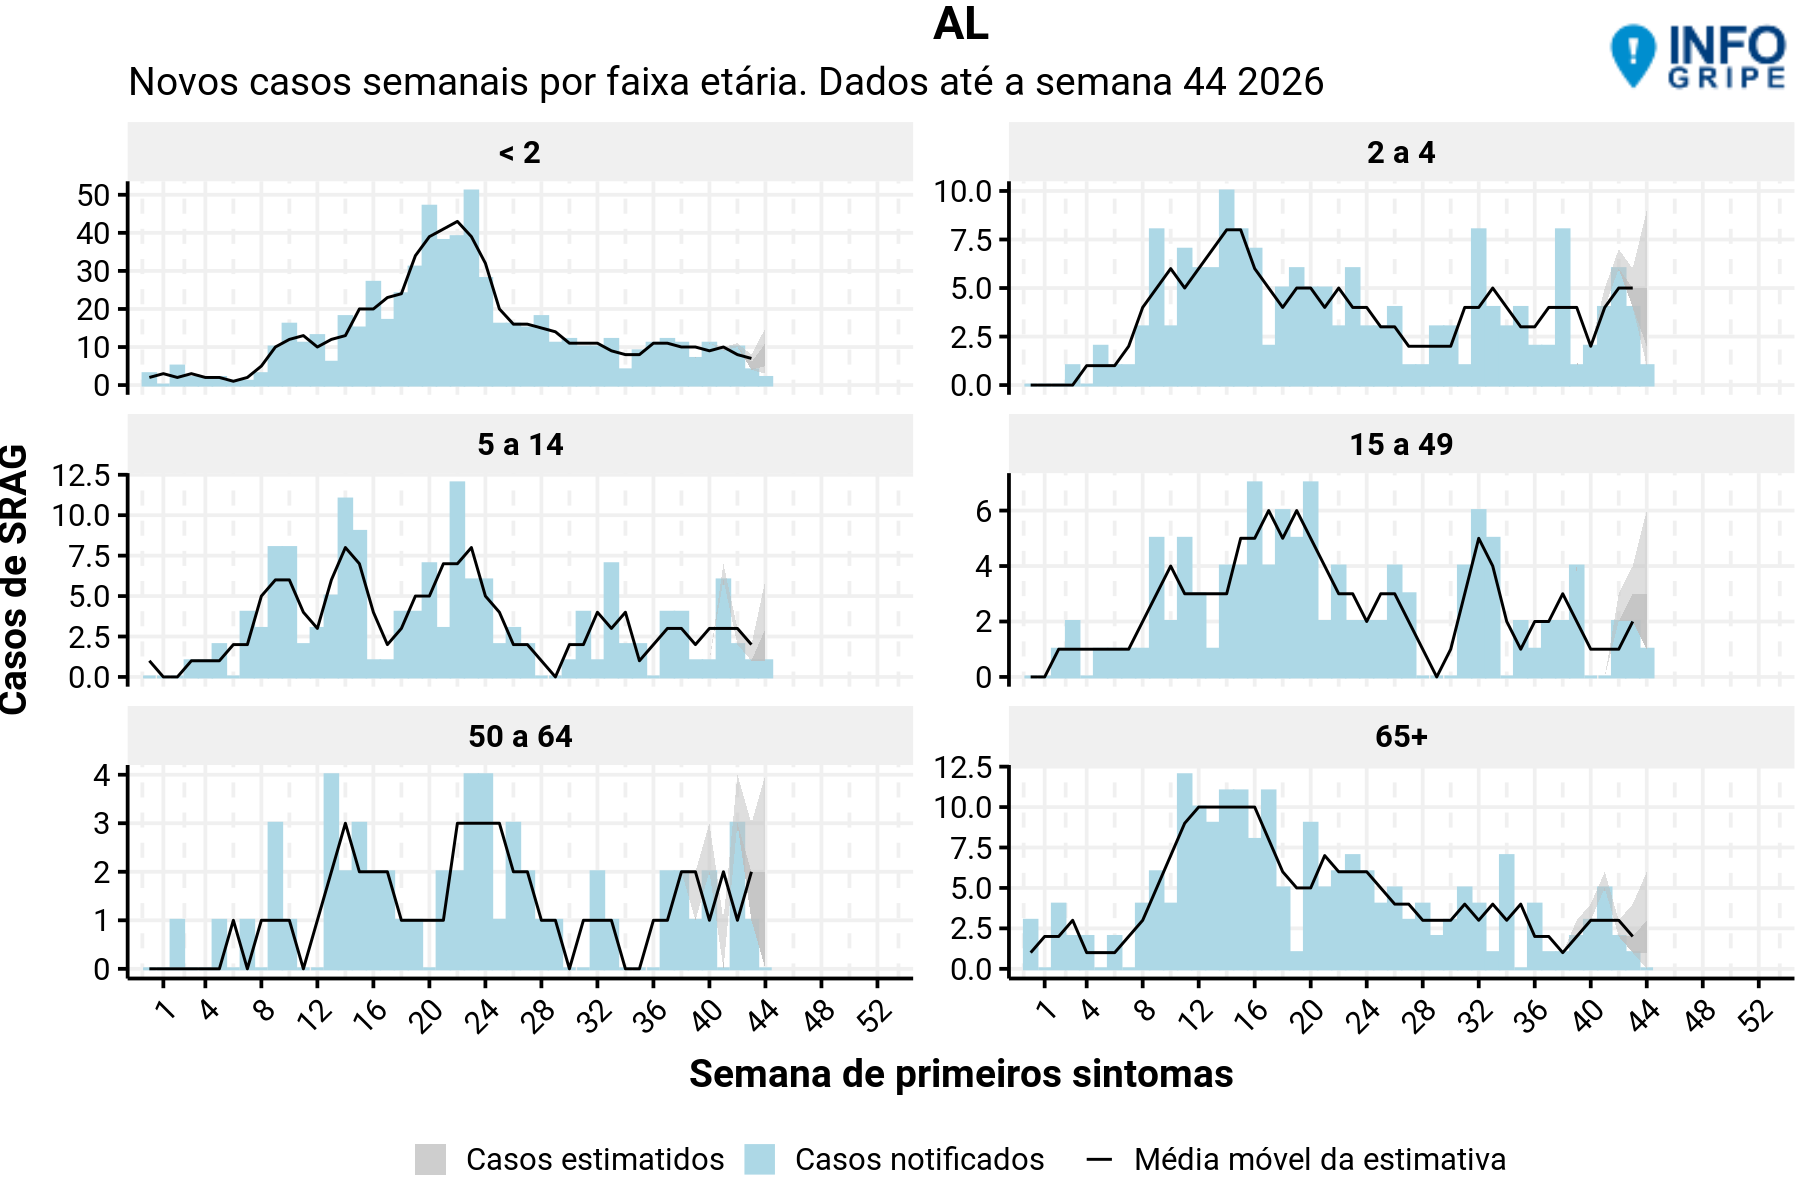 AL
INFO
GRIPE
Novos casos semanais por faixa etária. Dados até a semana 44 2026
Casos de SRAG
< 2
50
40
30
20
10
0
2 a 4
10.0
7.5
5.0
2.5
0.0
5 a 14
12.5
10.0
7.5
5.0
2.5
0.0
15 a 49
6
4
2
0
50 a 64
4
3
2
1
0
65+
12.5
10.0
7.5
5.0
2.5
0.0
1 4 8 12 16 20 24 28 32 36 40 44 48 52
1 4 8 12 16 20 24 28 32 36 40 44 48 52
Semana de primeiros sintomas
Casos estimatidos Casos notificados Média móvel da estimativa